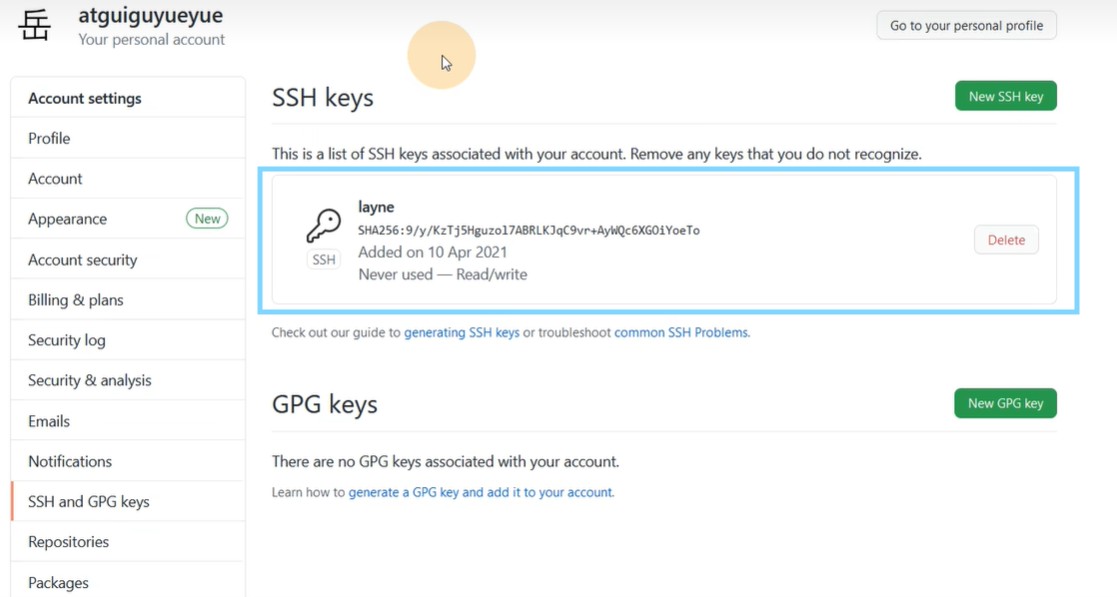 岳
atguiguyueyue
Your personal account
Go to your personal profile
Account settings
Profile
Account
Appearance New
Account security
Billing & plans
Security log
Security & analysis
Emails
Notifications
SSH and GPG keys
Repositories
Packages
SSH keys
New SSH key
This is a list of SSH keys associated with your account. Remove any keys that you do not recognize.
layne
SHA256:9/y/KzTj5Hguzo17ABRLKJqC9vr+AyWQc6XGOiYoeTo
SSH
Added on 10 Apr 2021
Never used — Read/write
Delete
Check out our guide to generating SSH keys or troubleshoot common SSH Problems.
GPG keys
New GPG key
There are no GPG keys associated with your account.
Learn how to generate a GPG key and add it to your account.